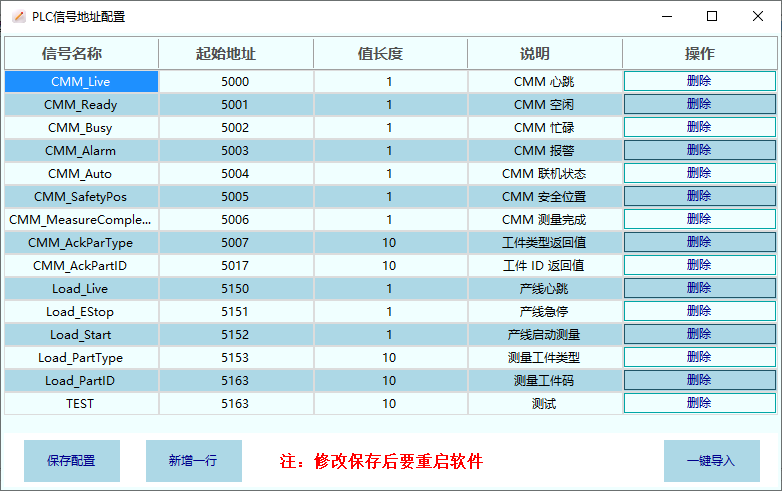 PLC信号地址配置
信号名称 起始地址 值长度 说明 操作
CMM_Live 5000 1 CMM 心跳 删除
CMM_Ready 5001 1 CMM 空闲 删除
CMM_Busy 5002 1 CMM 忙碌 删除
CMM_Alarm 5003 1 CMM 报警 删除
CMM_Auto 5004 1 CMM 联机状态 删除
CMM_SafetyPos 5005 1 CMM 安全位置 删除
CMM_MeasureComple... 5006 1 CMM 测量完成 删除
CMM_AckParType 5007 10 工件类型返回值 删除
CMM_AckPartID 5017 10 工件 ID 返回值 删除
Load_Live 5150 1 产线心跳 删除
Load_EStop 5151 1 产线急停 删除
Load_Start 5152 1 产线启动测量 删除
Load_PartType 5153 10 测量工件类型 删除
Load_PartID 5163 10 测量工件码 删除
TEST 5163 10 测试 删除
保存配置 新增一行 注：修改保存后要重启软件 一键导入